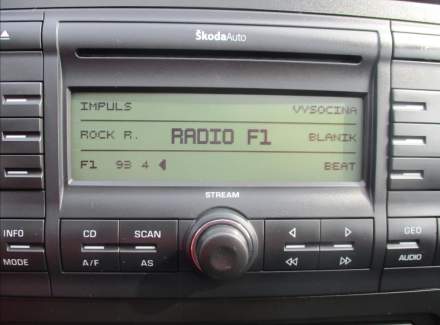 ŠkodaAuto
IMPULS VYSOCINA
ROCK R. RADIO F1 BLANIK
F1 93 4 BEAT
STREAM
INFO CD SCAN GEO
MODE A/F AS AUDIO